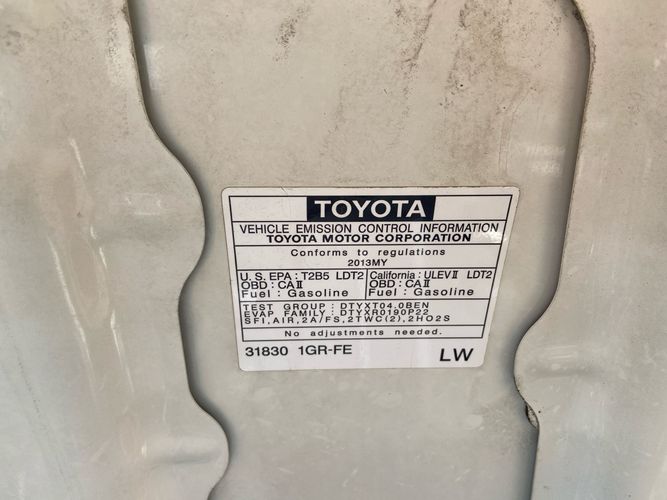 TOYOTA
VEHICLE EMISSION CONTROL INFORMATION
TOYOTA MOTOR CORPORATION
Conforms to regulations
2013MY
U.S. EPA : T2B5 LDT2
OBD : CAⅡ
Fuel : Gasoline
California : ULEVⅡ LDT2
OBD : CAⅡ
Fuel : Gasoline
TEST GROUP : DTYXT04.0BEN
EVAP FAMILY : DTYXR0190P22
SFI,AIR,2A/FS,2TWC(2),2HO2S
No adjustments needed.
31830 1GR-FE LW